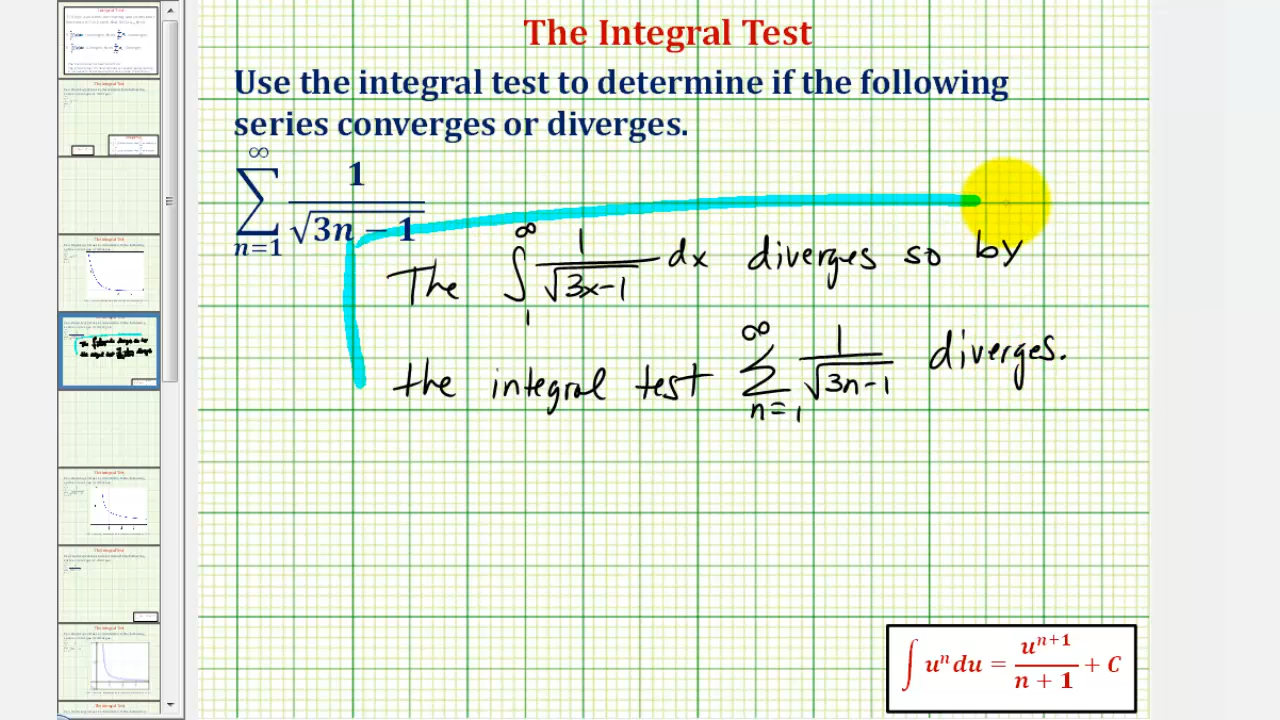 The Integral Test
Use the integral test to determine if the following
series converges or diverges.
∞
∑ 1/√(3n − 1)
n=1
The ∫₁^∞ 1/√(3x−1) dx diverges so by
the integral test ∑_{n=1}^∞ 1/√(3n−1) diverges.
∫ uⁿ du = uⁿ⁺¹/(n + 1) + C